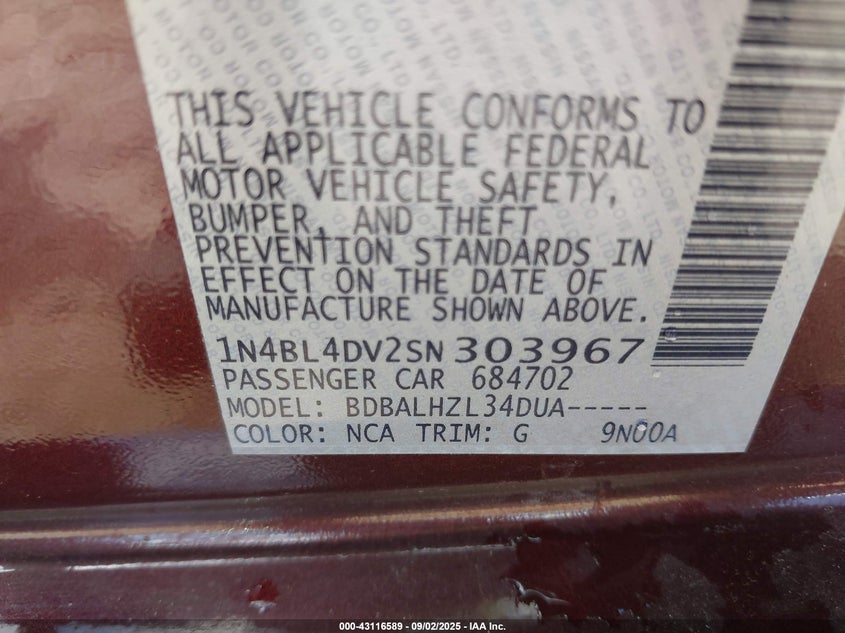 THIS VEHICLE CONFORMS TO
ALL APPLICABLE FEDERAL
MOTOR VEHICLE SAFETY,
BUMPER, AND THEFT
PREVENTION STANDARDS IN
EFFECT ON THE DATE OF
MANUFACTURE SHOWN ABOVE.
1N4BL4DV2SN303967
PASSENGER CAR 684702
MODEL: BDBALHZL34DUA-----
COLOR: NCA TRIM: G 9N00A
000-43116589 - 09/02/2025 - IAA Inc.